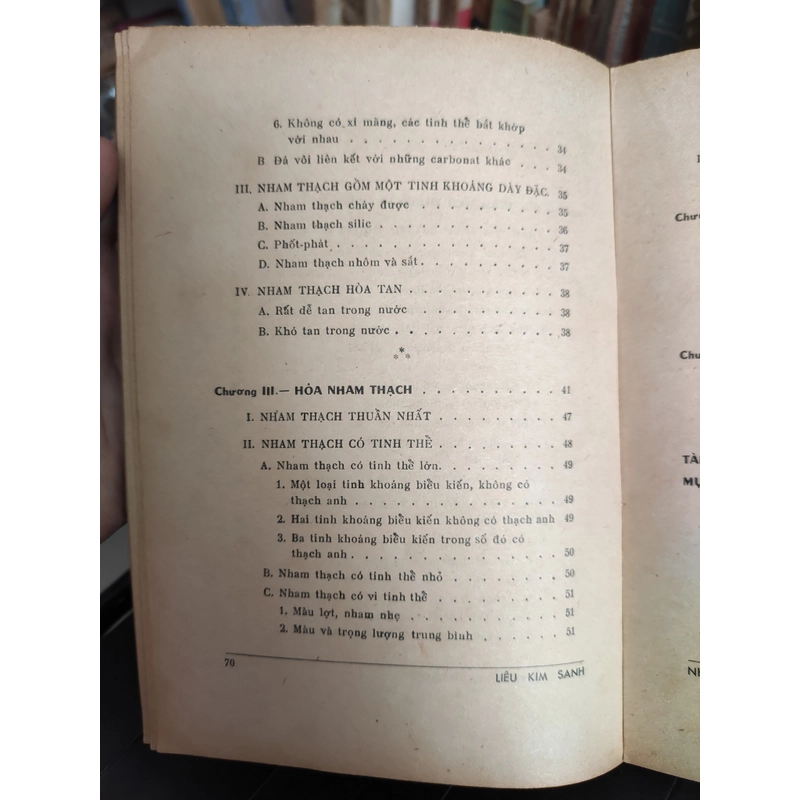 6. Không có xi măng, các tinh thể bắt khớp
với nhau . . . . . . . . . . . . . . 34
B Đá vôi liên kết với những carbonat khác . . . 34
III. NHAM THẠCH GỒM MỘT TINH KHOÁNG DÀY ĐẶC. 35
A. Nham thạch chảy được . . . . . . . . . 35
B. Nham thạch silic . . . . . . . . . . . 36
C. Phốt-phát . . . . . . . . . . . . . 37
D. Nham thạch nhôm và sắt . . . . . . . . . 37
IV. NHAM THẠCH HÒA TAN . . . . . . . . . . 38
A. Rất dễ tan trong nước . . . . . . . . . 38
B. Khó tan trong nước . . . . . . . . . . 38
***
Chương III.— HỎA NHAM THẠCH . . . . . . . . . 41
I. NHAM THẠCH THUẦN NHẤT . . . . . . . . 47
II. NHAM THẠCH CÓ TINH THỂ . . . . . . . . 48
A. Nham thạch có tinh thể lớn. . . . . . . . . 49
1. Một loại tinh khoáng biểu kiến, không có
thạch anh . . . . . . . . . . . . . 49
2. Hai tinh khoáng biểu kiến không có thạch anh 49
3. Ba tinh khoáng biểu kiến trong số đó có
thạch anh . . . . . . . . . . . . . 50
B. Nham thạch có tinh thể nhỏ . . . . . . . . 50
C. Nham thạch có vi tinh thể . . . . . . . . . 51
1. Màu lợt, nham nhẹ . . . . . . . . . . 51
2. Màu và trọng lượng trung bình . . . . . . 51
70
LIÊU KIM SANH
Chươ
Chư
TÀ
MỤ
NH